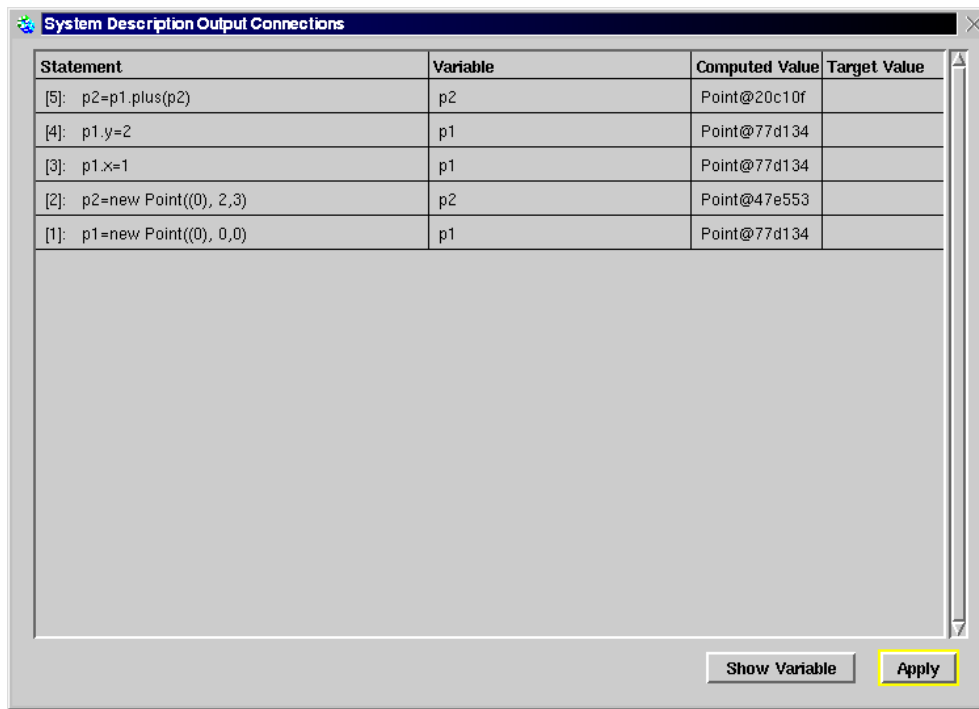 System Description Output Connections
Statement Variable Computed Value Target Value
[5]: p2=p1.plus(p2) p2 Point@20c10f
[4]: p1.y=2 p1 Point@77d134
[3]: p1.x=1 p1 Point@77d134
[2]: p2=new Point((0), 2,3) p2 Point@47e553
[1]: p1=new Point((0), 0,0) p1 Point@77d134
Show Variable Apply